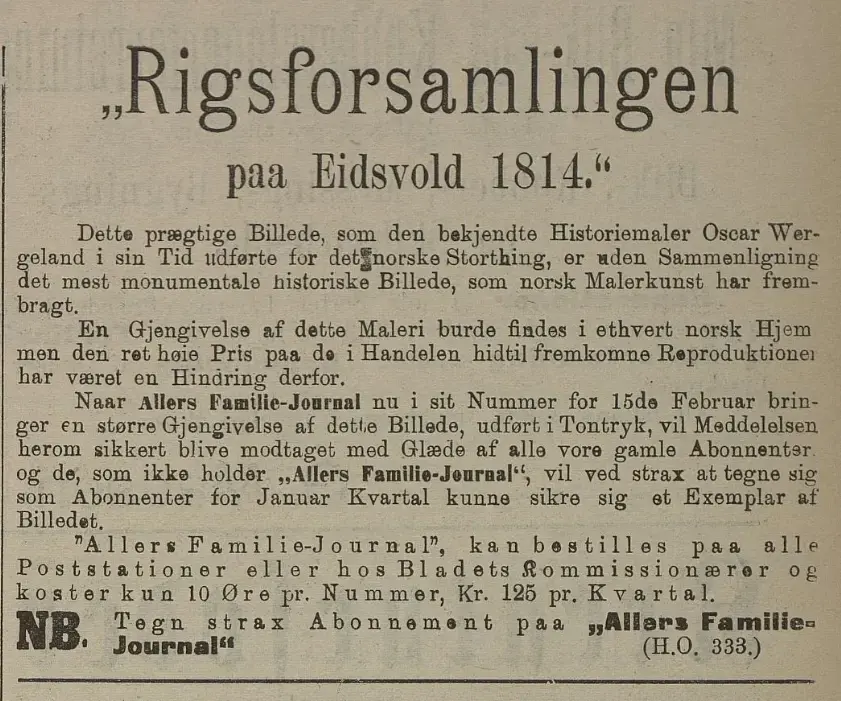 „Rigsforsamlingen
paa Eidsvold 1814.“
Dette prægtige Billede, som den bekjendte Historiemaler Oscar Wer-
geland i sin Tid udførte for det norske Storthing, er uden Sammenligning
det mest monumentale historiske Billede, som norsk Malerkunst har frem-
bragt.
En Gjengivelse af dette Maleri burde findes i ethvert norsk Hjem
men den ret høie Pris paa de i Handelen hidtil fremkomne Reproduktioner
har været en Hindring derfor.
Naar Allers Familie-Journal nu i sit Nummer for 15de Februar brin-
ger en større Gjengivelse af dette Billede, udført i Tontryk, vil Meddelelsen
herom sikkert blive modtaget med Glæde af alle vore gamle Abonnenter
og de, som ikke holder „Allers Familie-Journal“, vil ved strax at tegne sig
som Abonnenter for Januar Kvartal kunne sikre sig et Exemplar af
Billedet.
"Allers Familie-Journal", kan bestilles paa alle
Poststationer eller hos Bladets Kommissionærer og
koster kun 10 Øre pr. Nummer, Kr. 125 pr. Kvartal.
NB. Tegn strax Abonnement paa „Allers Familie-
Journal“ (H.O. 333.)